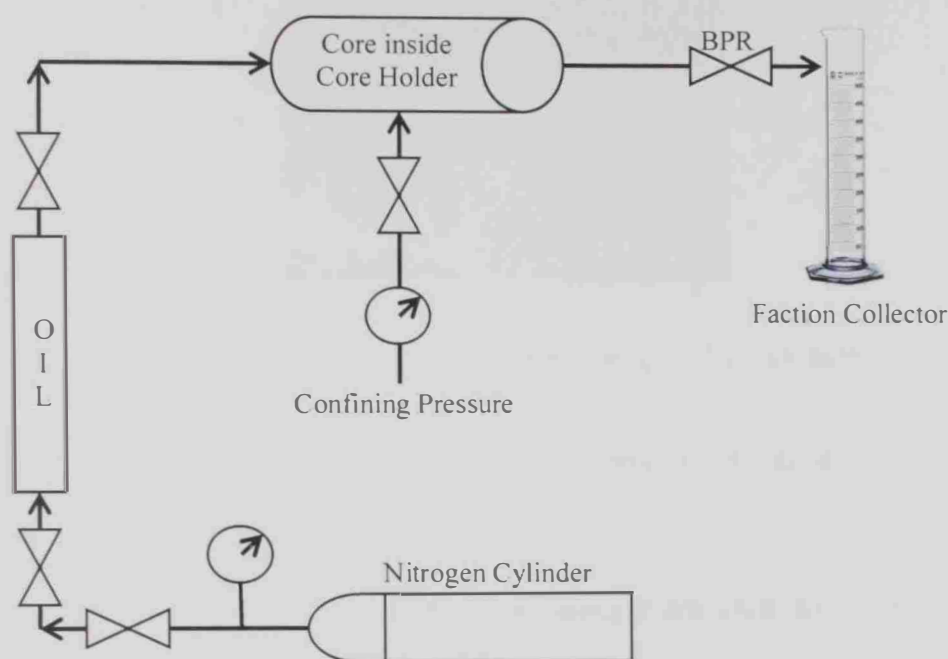 Core inside
Core Holder
BPR
Faction Collector
O
I
L
Confining Pressure
Nitrogen Cylinder